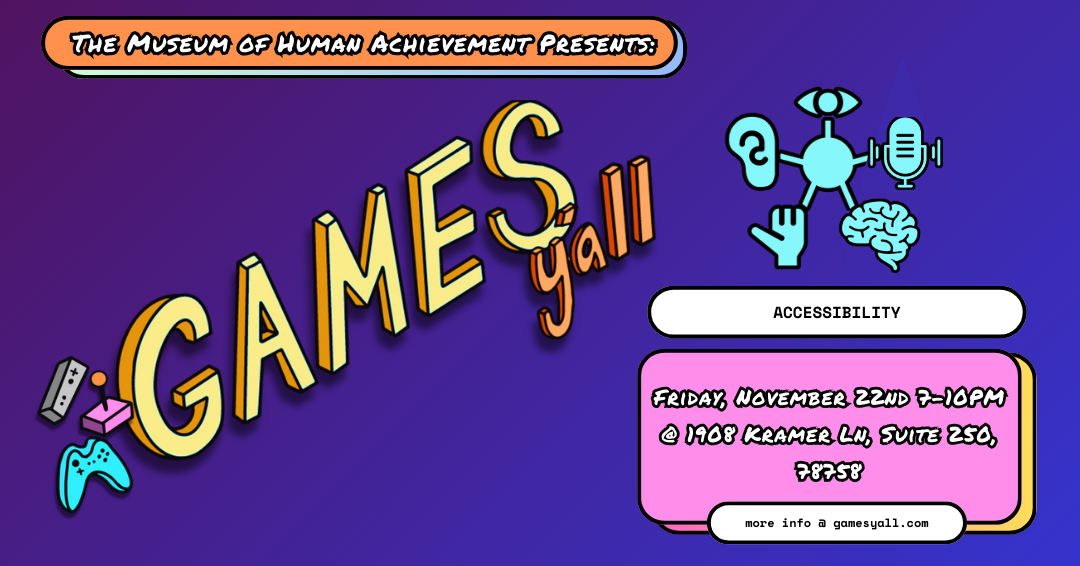 The Museum of Human Achievement Presents:
GAMES
y'all
ACCESSIBILITY
Friday, November 22nd 7-10PM
@ 1908 Kramer Ln, Suite 250,
78758
more info @ gamesyall.com